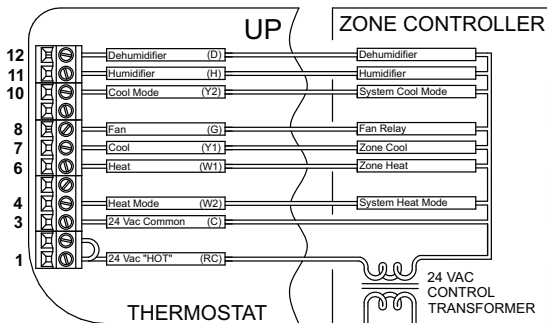 UP
ZONE CONTROLLER
12 Dehumidifier (D) Dehumidifier
11 Humidifier (H) Humidifier
10 Cool Mode (Y2) System Cool Mode
8 Fan (G) Fan Relay
7 Cool (Y1) Zone Cool
6 Heat (W1) Zone Heat
4 Heat Mode (W2) System Heat Mode
3 24 Vac Common (C)
1 24 Vac "HOT" (RC)
24 VAC
CONTROL
TRANSFORMER
THERMOSTAT